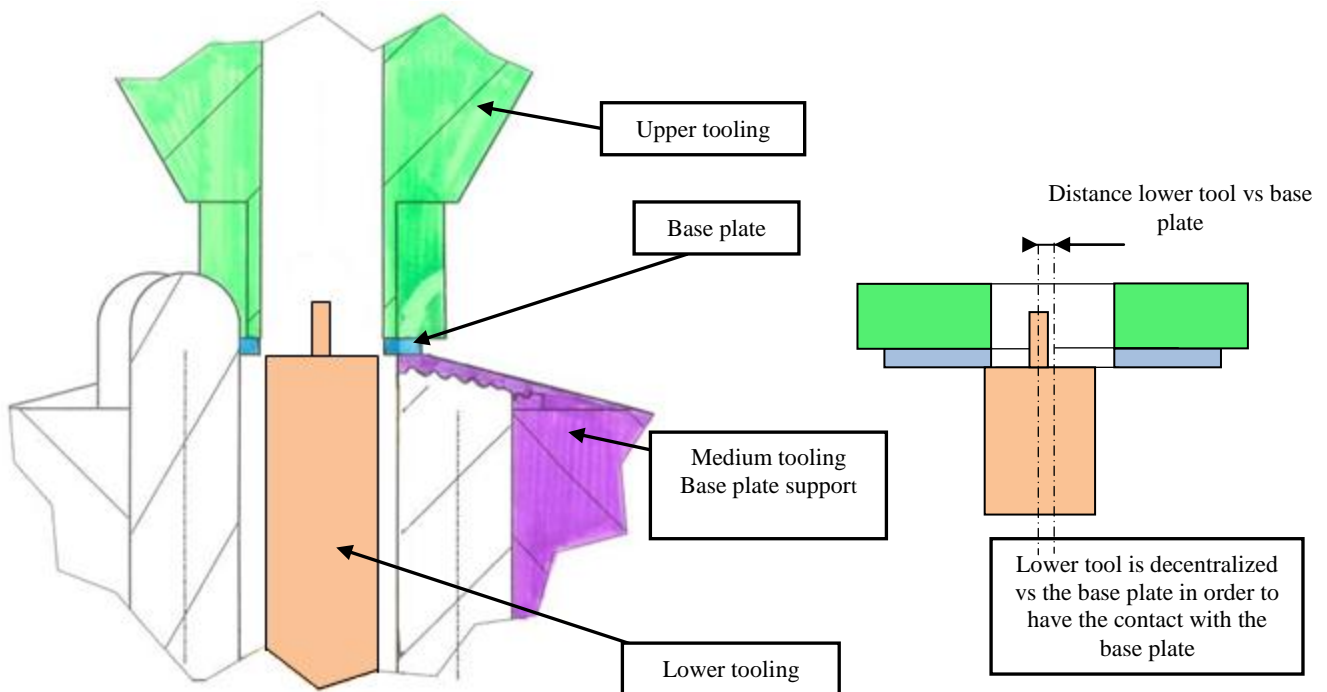 Upper tooling
Distance lower tool vs base
plate
Base plate
Medium tooling
Base plate support
Lower tool is decentralized
vs the base plate in order to
have the contact with the
base plate
Lower tooling